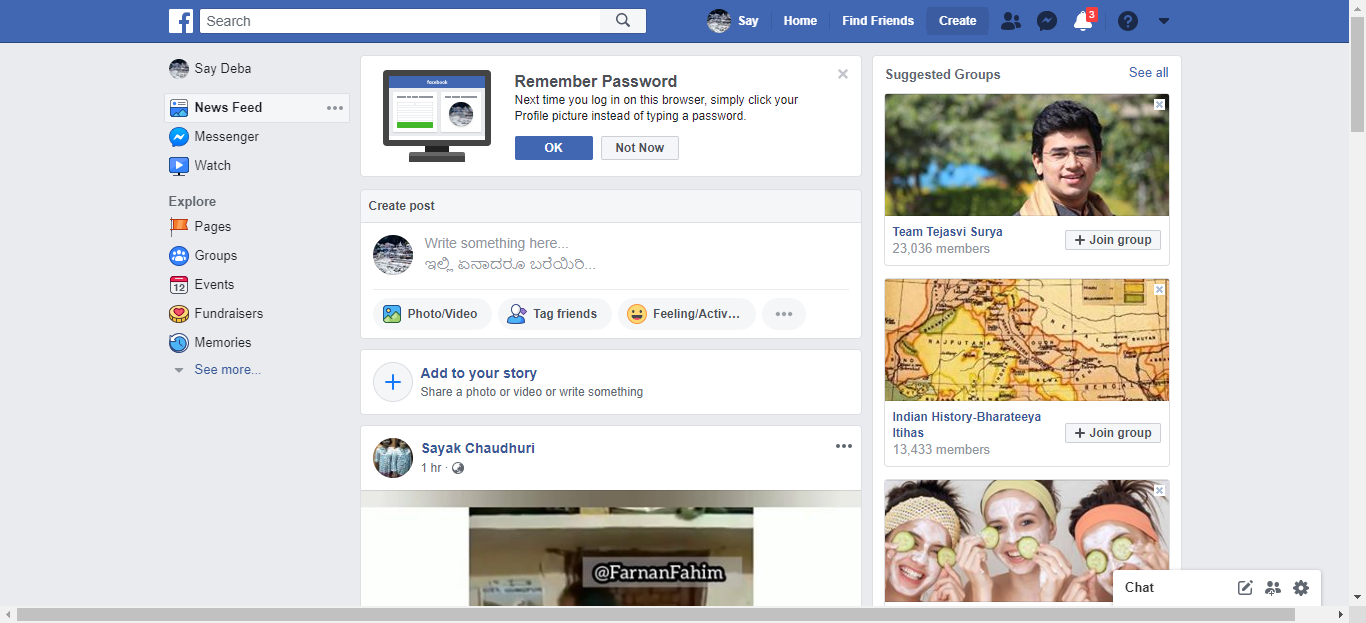 Search
Say
Home
Find Friends
Create
3
Say Deba
News Feed
Messenger
Watch
Explore
Pages
Groups
Events
12
Fundraisers
Memories
See more...
facebook
Remember Password
Next time you log in on this browser, simply click your
Profile picture instead of typing a password.
OK
Not Now
Create post
Write something here...
ಇಲ್ಲಿ ಏನಾದರೂ ಬರೆಯಿರಿ...
Photo/Video
Tag friends
Feeling/Activ...
Add to your story
Share a photo or video or write something
Sayak Chaudhuri
1 hr ·
@FarnanFahim
Suggested Groups
See all
Team Tejasvi Surya
23,036 members
+ Join group
RAJPUTANA
BENGAL
Indian History-Bharateeya
Itihas
13,433 members
+ Join group
Chat